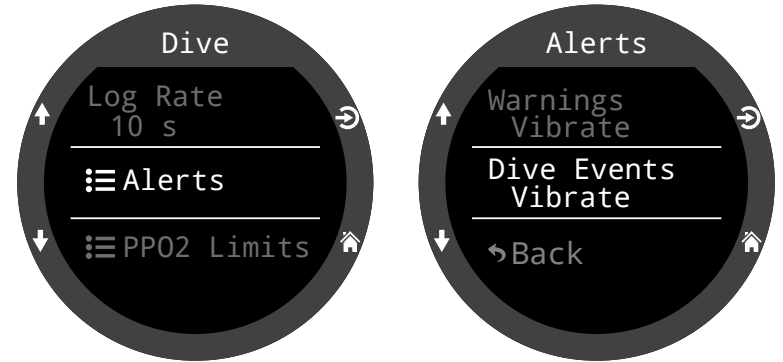 Dive
Log Rate
10 s
Alerts
PPO2 Limits
Alerts
Warnings
Vibrate
Dive Events
Vibrate
Back